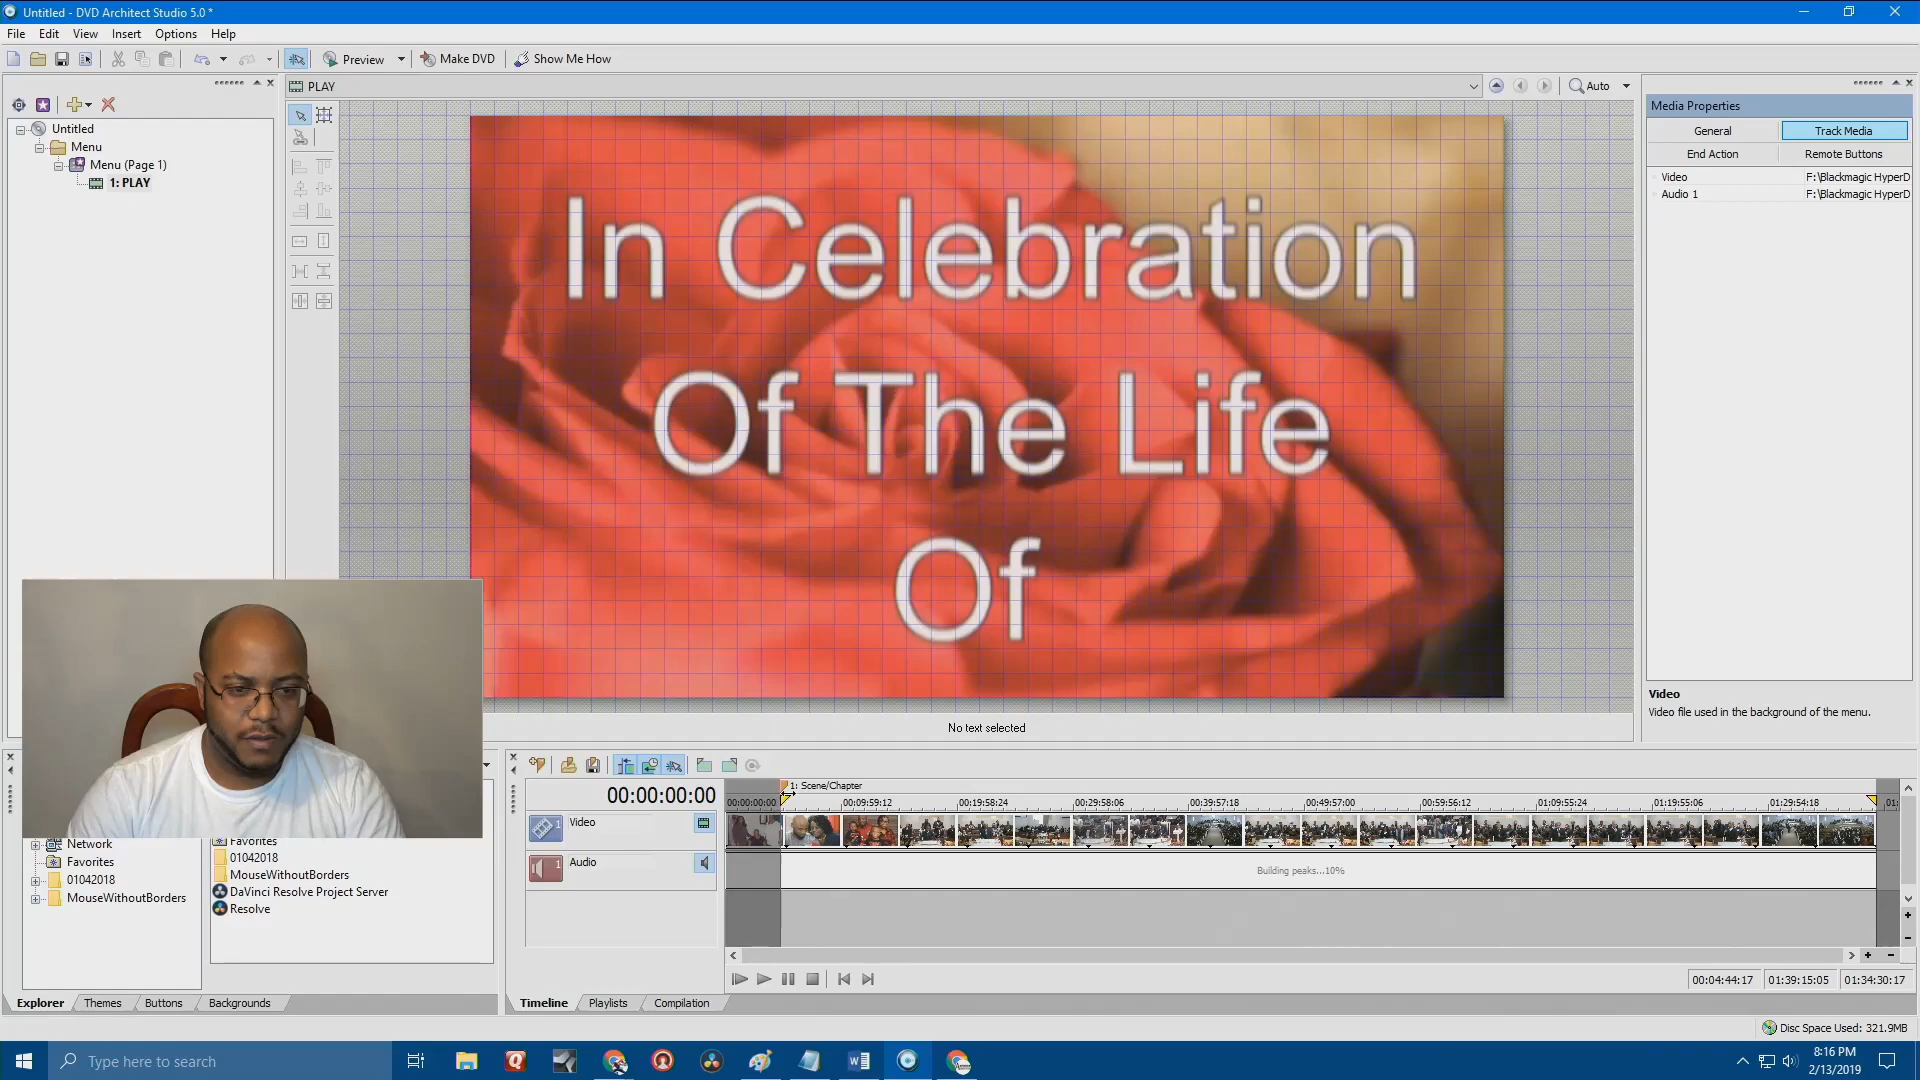 Untitled - DVD Architect Studio 5.0 *
File Edit View Insert Options Help
Preview Make DVD Show Me How
PLAY
Auto
Untitled
Menu
Menu (Page 1)
1: PLAY
In Celebration
Of The Life
Of
No text selected
Media Properties
General Track Media
End Action Remote Buttons
Video F:\Blackmagic HyperD
Audio 1 F:\Blackmagic HyperD
Video
Video file used in the background of the menu.
Network
Favorites
01042018
MouseWithoutBorders
Favorites
01042018
MouseWithoutBorders
DaVinci Resolve Project Server
Resolve
Explorer Themes Buttons Backgrounds
1: Scene/Chapter
00:00:00:00
00:00:00:00 00:09:59:12 00:19:58:24 00:29:58:06 00:39:57:18 00:49:57:00 00:59:56:12 01:09:55:24 01:19:55:06 01:29:54:18 01:
1 Video
1 Audio
Building peaks...10%
00:04:44:17 01:39:15:05 01:34:30:17
Timeline Playlists Compilation
Disc Space Used: 321.9MB
Type here to search
8:16 PM
2/13/2019